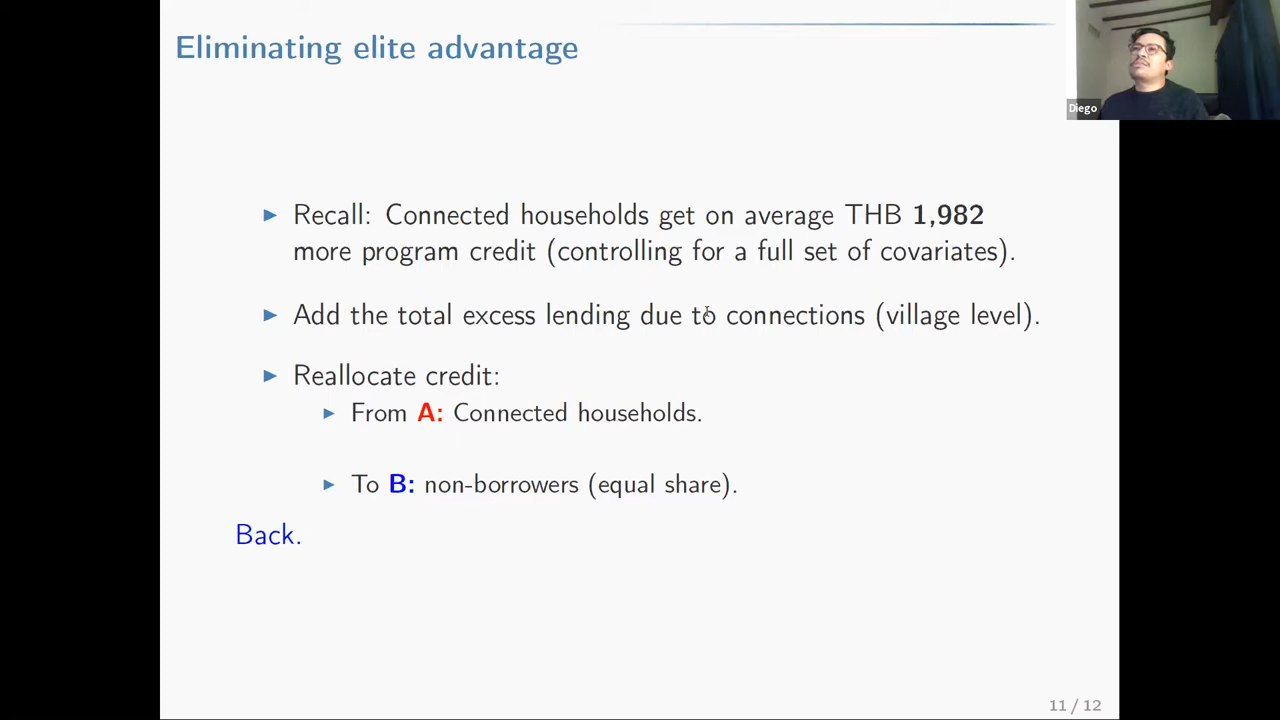 Eliminating elite advantage
Diego
▶ Recall: Connected households get on average THB 1,982
more program credit (controlling for a full set of covariates).
▶ Add the total excess lending due to connections (village level).
▶ Reallocate credit:
▶ From A: Connected households.
▶ To B: non-borrowers (equal share).
Back.
11 / 12